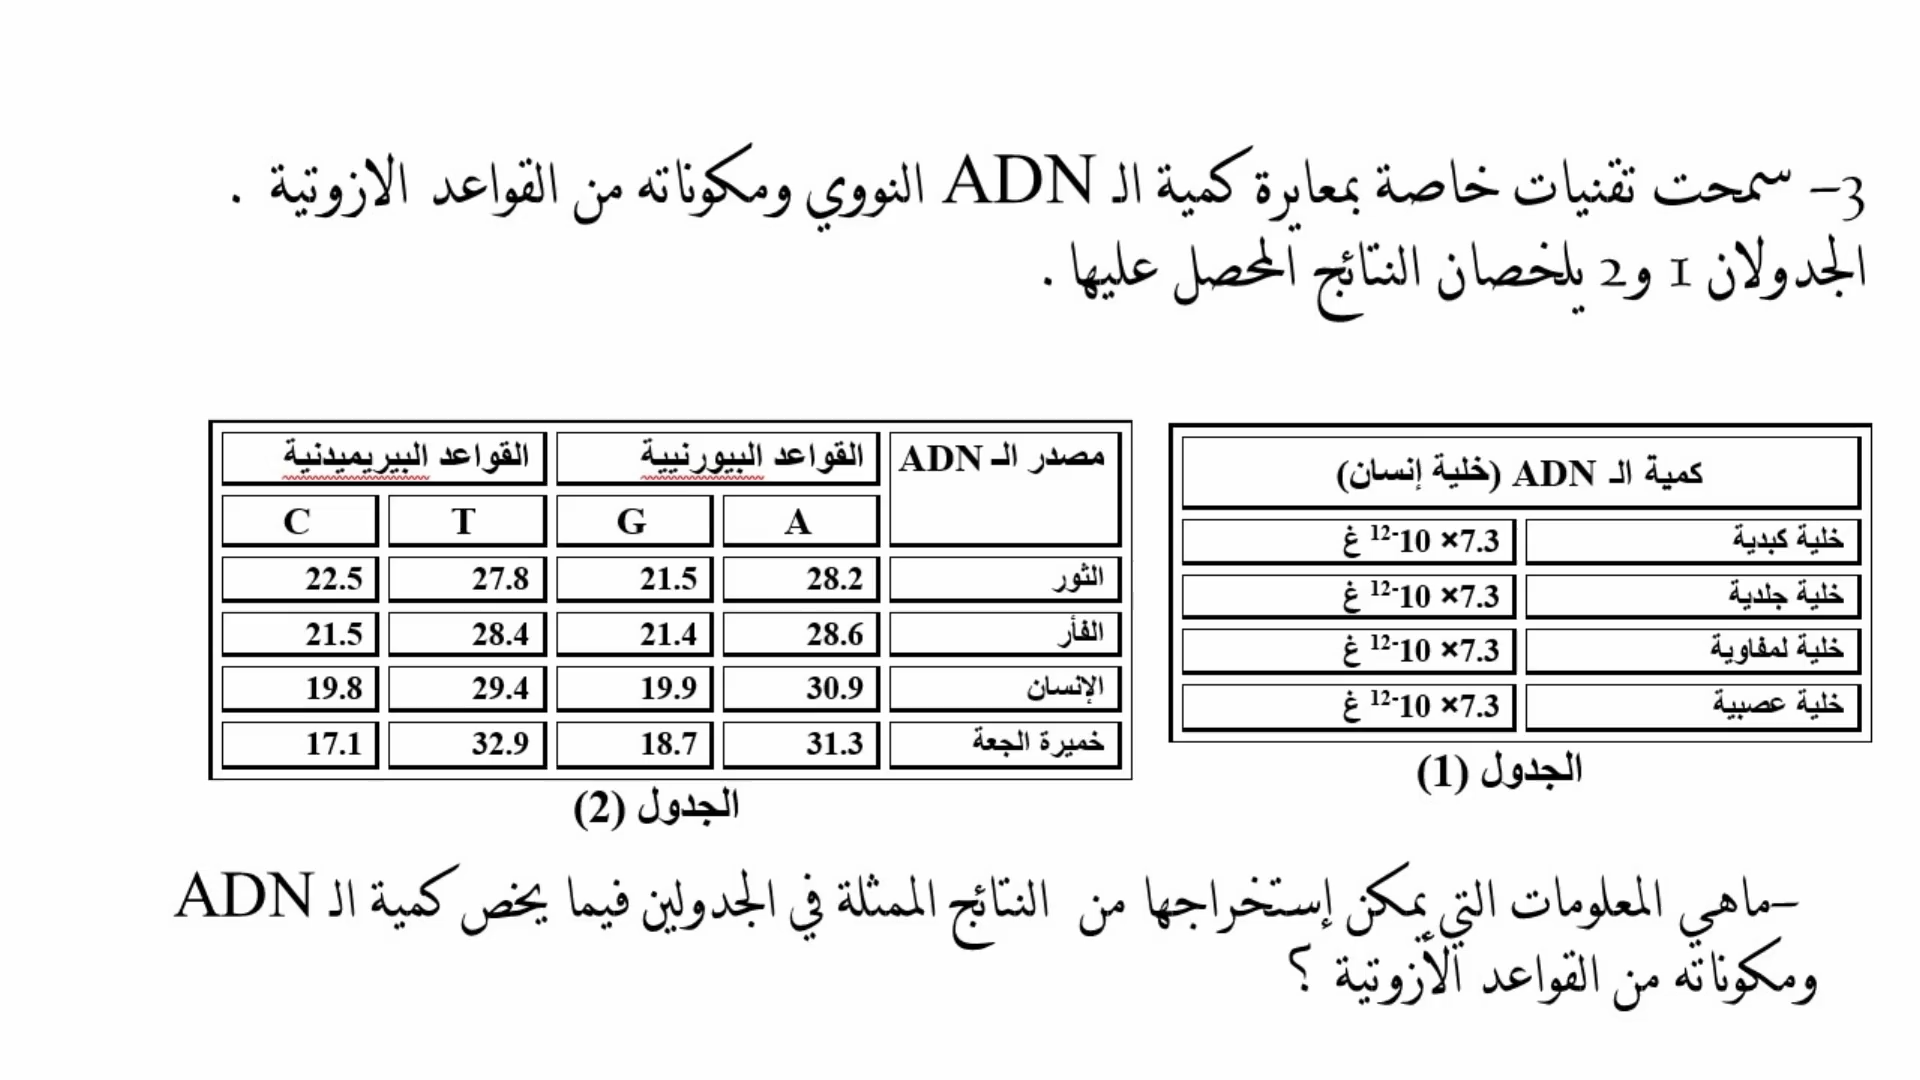 3- سمحت تقنيات خاصة بمعايرة كمية الـ ADN النووي ومكوناته من القواعد الازوتية .
الجدولان 1 و2 يلخصان النتائج المحصل عليها .
كمية الـ ADN (خلية إنسان)
خلية كبدية 7.3× 10⁻¹² غ
خلية جلدية 7.3× 10⁻¹² غ
خلية لمفاوية 7.3× 10⁻¹² غ
خلية عصبية 7.3× 10⁻¹² غ
الجدول (1)
مصدر الـ ADN القواعد البيورنيية القواعد البيريميدنية
A G T C
الثور 28.2 21.5 27.8 22.5
الفأر 28.6 21.4 28.4 21.5
الإنسان 30.9 19.9 29.4 19.8
خميرة الجعة 31.3 18.7 32.9 17.1
الجدول (2)
-ماهي المعلومات التي يمكن إستخراجها من النتائج الممثلة في الجدولين فيما يخص كمية الـ ADN
ومكوناته من القواعد الأزوتية ؟